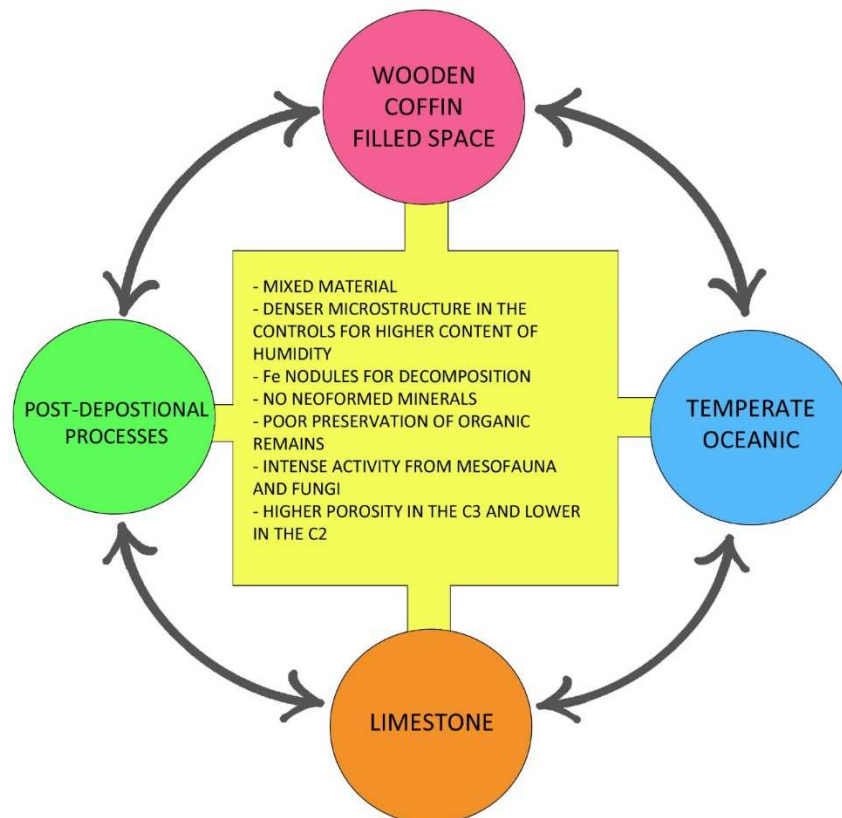 WOODEN
COFFIN
FILLED SPACE
- MIXED MATERIAL
- DENSER MICROSTRUCTURE IN THE
CONTROLS FOR HIGHER CONTENT OF
HUMIDITY
- Fe NODULES FOR DECOMPOSITION
- NO NEOFORMED MINERALS
- POOR PRESERVATION OF ORGANIC
REMAINS
- INTENSE ACTIVITY FROM MESOFAUNA
AND FUNGI
- HIGHER POROSITY IN THE C3 AND LOWER
IN THE C2
POST-DEPOSTIONAL
PROCESSES
TEMPERATE
OCEANIC
LIMESTONE